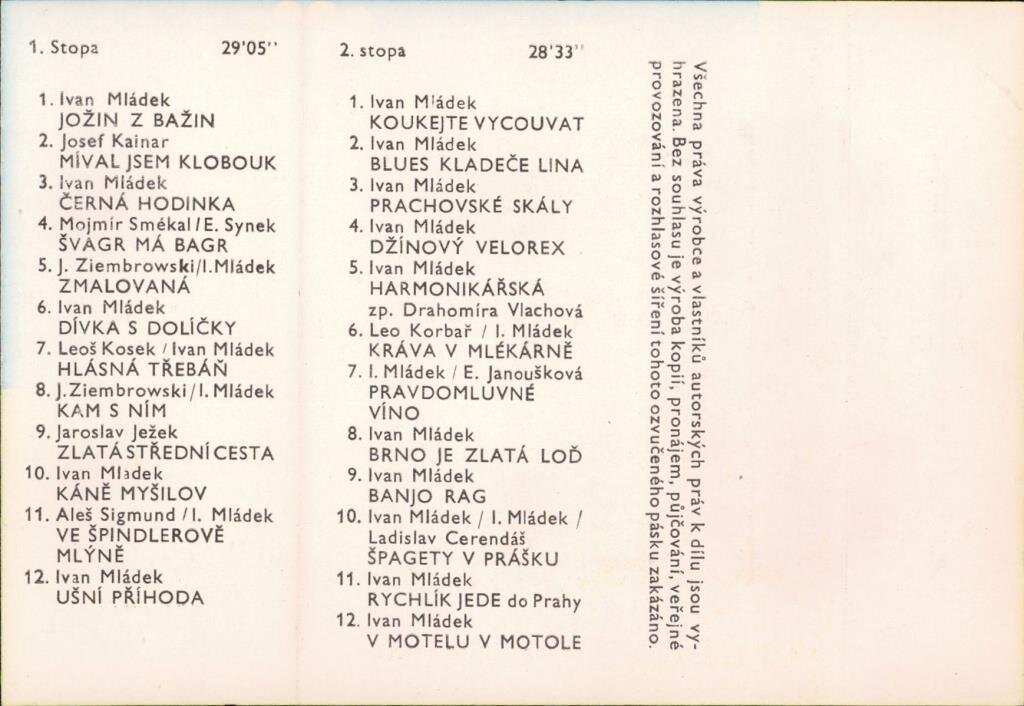 1. Stopa 29'05''
1. Ivan Mládek
JOŽIN Z BAŽIN
2. Josef Kainar
MÍVAL JSEM KLOBOUK
3. Ivan Mládek
ČERNÁ HODINKA
4. Mojmír Smékal/E. Synek
ŠVAGR MÁ BAGR
5. J. Ziembrowski/I.Mládek
ZMALOVANÁ
6. Ivan Mládek
DÍVKA S DOLÍČKY
7. Leoš Kosek / Ivan Mládek
HLÁSNÁ TŘEBÁŇ
8. J.Ziembrowski/I. Mládek
KAM S NÍM
9. Jaroslav Ježek
ZLATÁ STŘEDNÍ CESTA
10. Ivan Mládek
KÁNĚ MYŠILOV
11. Aleš Sigmund /I. Mládek
VE ŠPINDLEROVĚ
MLÝNĚ
12. Ivan Mládek
UŠNÍ PŘÍHODA
2. stopa 28'33''
1. Ivan Mládek
KOUKEJTE VYCOUVAT
2. Ivan Mládek
BLUES KLADEČE LINA
3. Ivan Mládek
PRACHOVSKÉ SKÁLY
4. Ivan Mládek
DŽÍNOVÝ VELOREX
5. Ivan Mládek
HARMONIKÁŘSKÁ
zp. Drahomíra Vlachová
6. Leo Korbař / I. Mládek
KRÁVA V MLÉKÁRNĚ
7. I. Mládek / E. Janoušková
PRAVDOMLUVNÉ
VÍNO
8. Ivan Mládek
BRNO JE ZLATÁ LOĎ
9. Ivan Mládek
BANJO RAG
10. Ivan Mládek / I. Mládek /
Ladislav Cerendáš
ŠPAGETY V PRÁŠKU
11. Ivan Mládek
RYCHLÍK JEDE do Prahy
12. Ivan Mládek
V MOTELU V MOTOLE
Všechna práva výrobce a vlastníků autorských práv k dílu jsou vy-
hrazena. Bez souhlasu je výroba kopií, pronájem, půjčování, veřejné
provozování a rozhlasové šíření tohoto ozvučeného pásku zakázáno.